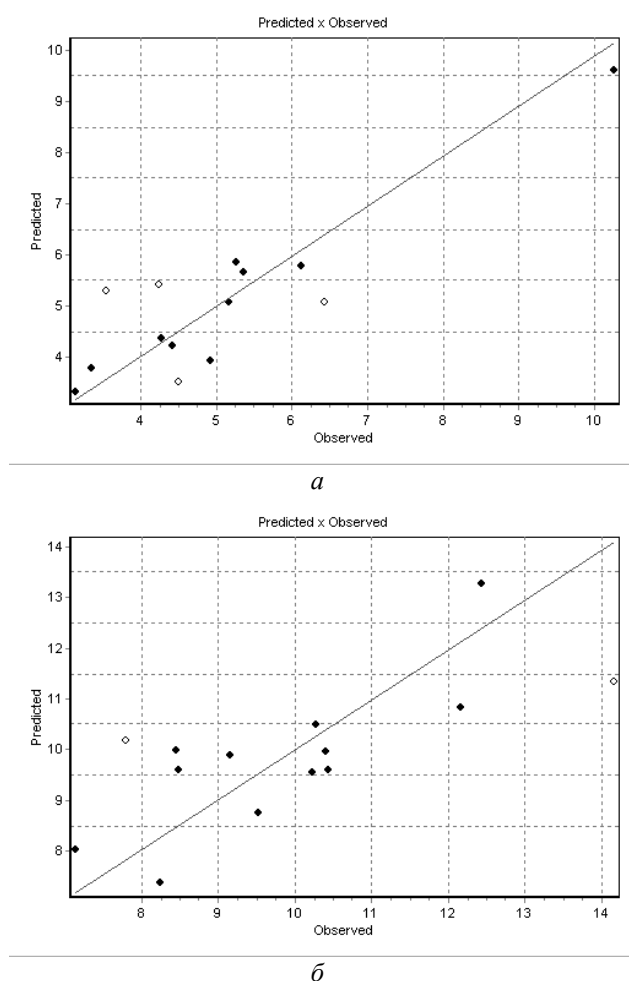 Predicted x Observed
10
9
8
7
6
5
4
Predicted
4 5 6 7 8 9 10
Observed
а
Predicted x Observed
14
13
12
11
10
9
8
Predicted
8 9 10 11 12 13 14
Observed
б